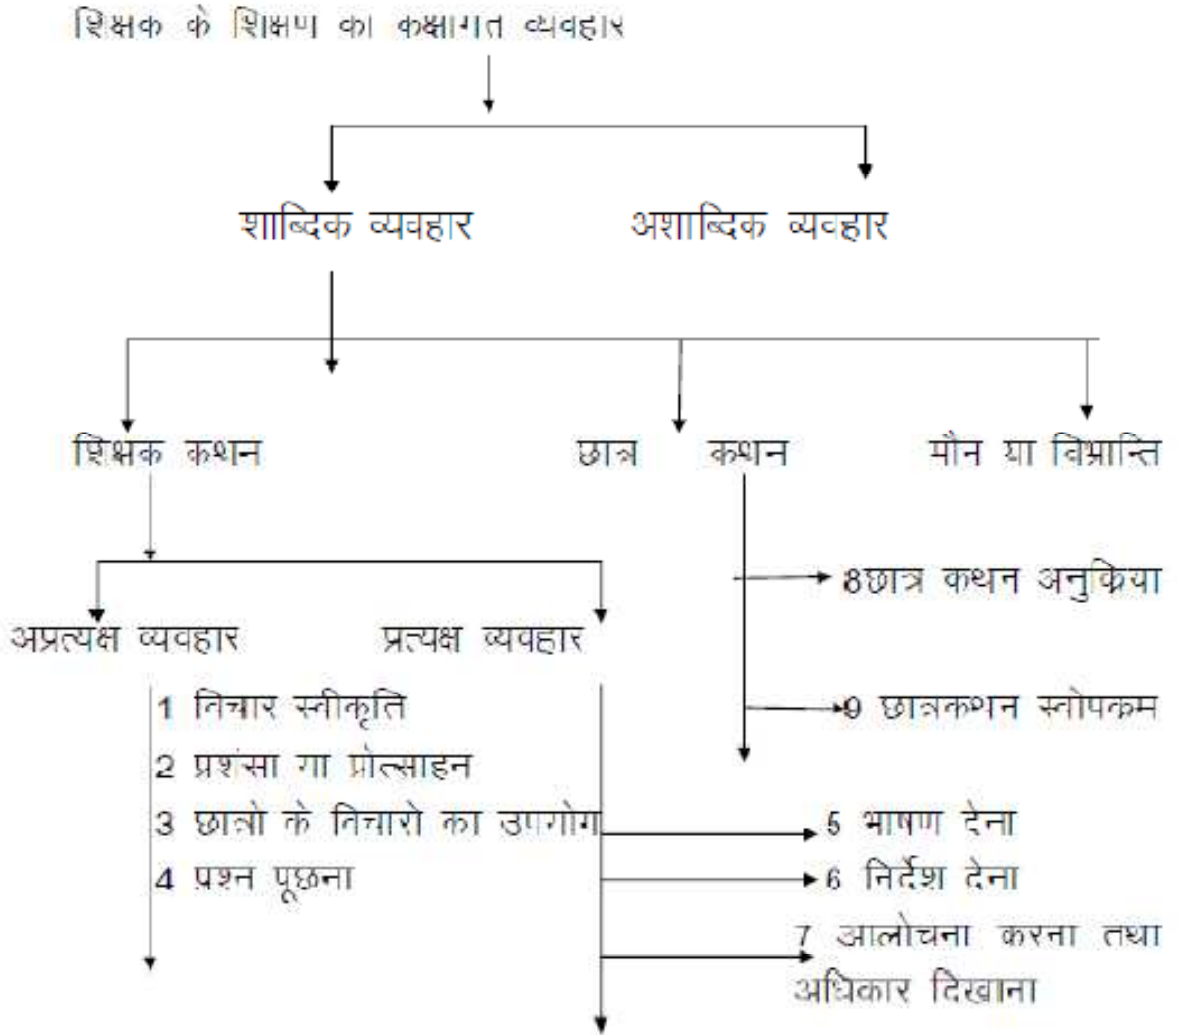 शिक्षक के शिक्षण का कक्षागत व्यवहार
शाब्दिक व्यवहार
अशाब्दिक व्यवहार
शिक्षक कथन
छात्र कथन
मौन या विभ्रान्ति
8छात्र कथन अनुक्रिया
अप्रत्यक्ष व्यवहार
प्रत्यक्ष व्यवहार
1 विचार स्वीकृति
9 छात्रकथन स्वोपक्रम
2 प्रशंसा या प्रोत्साहन
3 छात्रो के विचारो का उपयोग
5 भाषण देना
4 प्रश्न पूछना
6 निर्देश देना
7 आलोचना करना तथा
अधिकार दिखाना